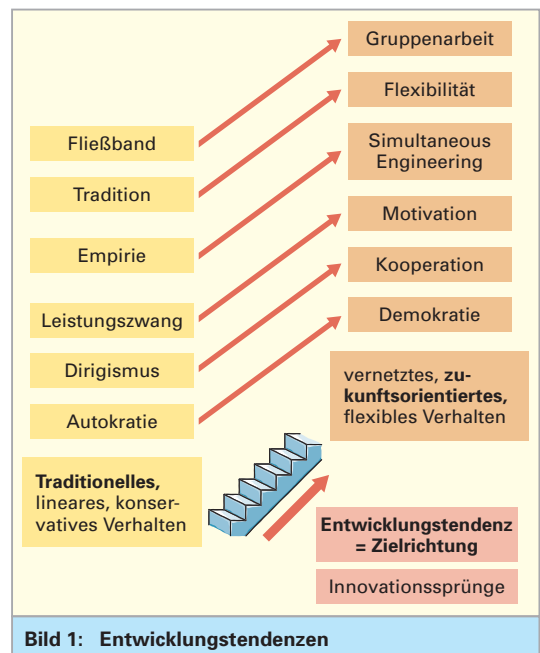 Gruppenarbeit
Flexibilität
Simultaneous
Engineering
Motivation
Kooperation
Demokratie
vernetztes, zu-
kunftsorientiertes,
flexibles Verhalten
Fließband
Tradition
Empirie
Leistungszwang
Dirigismus
Autokratie
Traditionelles,
lineares, konser-
vatives Verhalten
Entwicklungstendenz
= Zielrichtung
Innovationssprünge
Bild 1: Entwicklungstendenzen